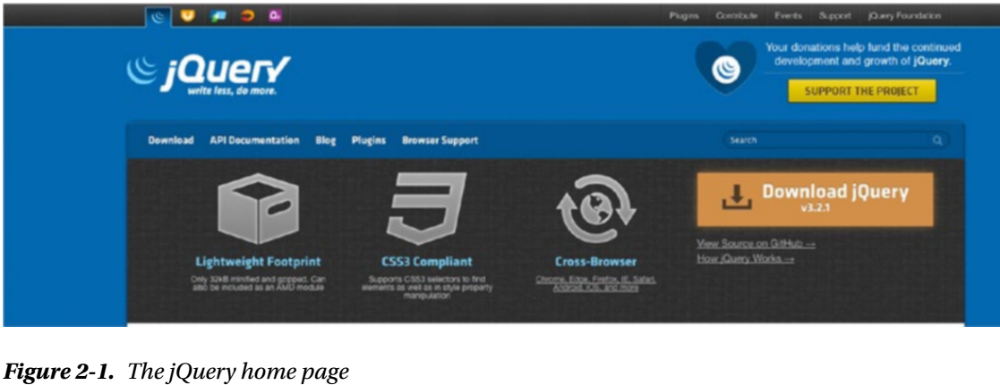 Plugins Contribute Events Support jQuery Foundation
jQuery
write less, do more.
Your donations help fund the continued
development and growth of jQuery.
SUPPORT THE PROJECT
Download API Documentation Blog Plugins Browser Support
Search
Download jQuery
v3.2.1
View Source on GitHub →
How jQuery Works →
Lightweight Footprint
Only 32kB minified and gzipped. Can
also be included as an AMD module
CSS3 Compliant
Supports CSS3 selectors to find
elements as well as in style property
manipulation
Cross-Browser
Chrome, Edge, Firefox, IE, Safari,
Android, iOS, and more
Figure 2-1. The jQuery home page